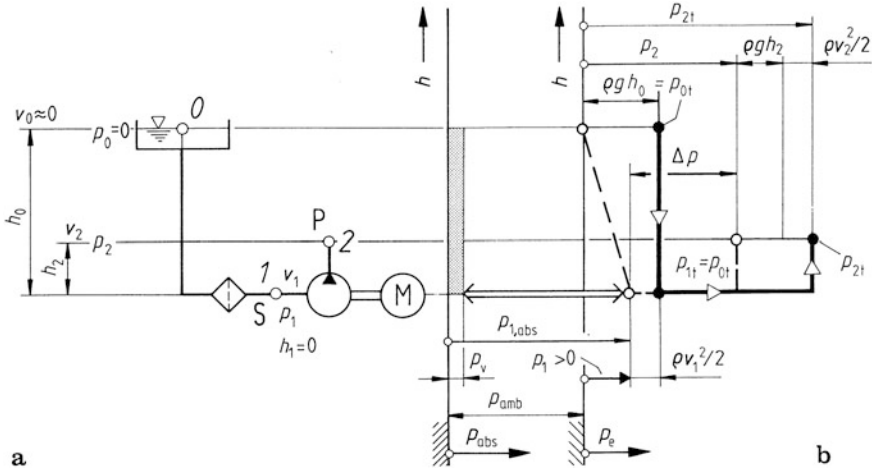 p₂ₜ
p₂ ϱgh₂ ϱv₂²/2
h h
ϱgh₀ = p₀ₜ
0
v₀≈0
p₀=0
Δp
h₀
P
v₂
p₂ 2
h₂
p₁ₜ=p₀ₜ p₂ₜ
1 v₁
M
S p₁
h₁=0
p₁,abs
pᵥ p₁ >0 ϱv₁²/2
pamb
pabs pₑ
a b